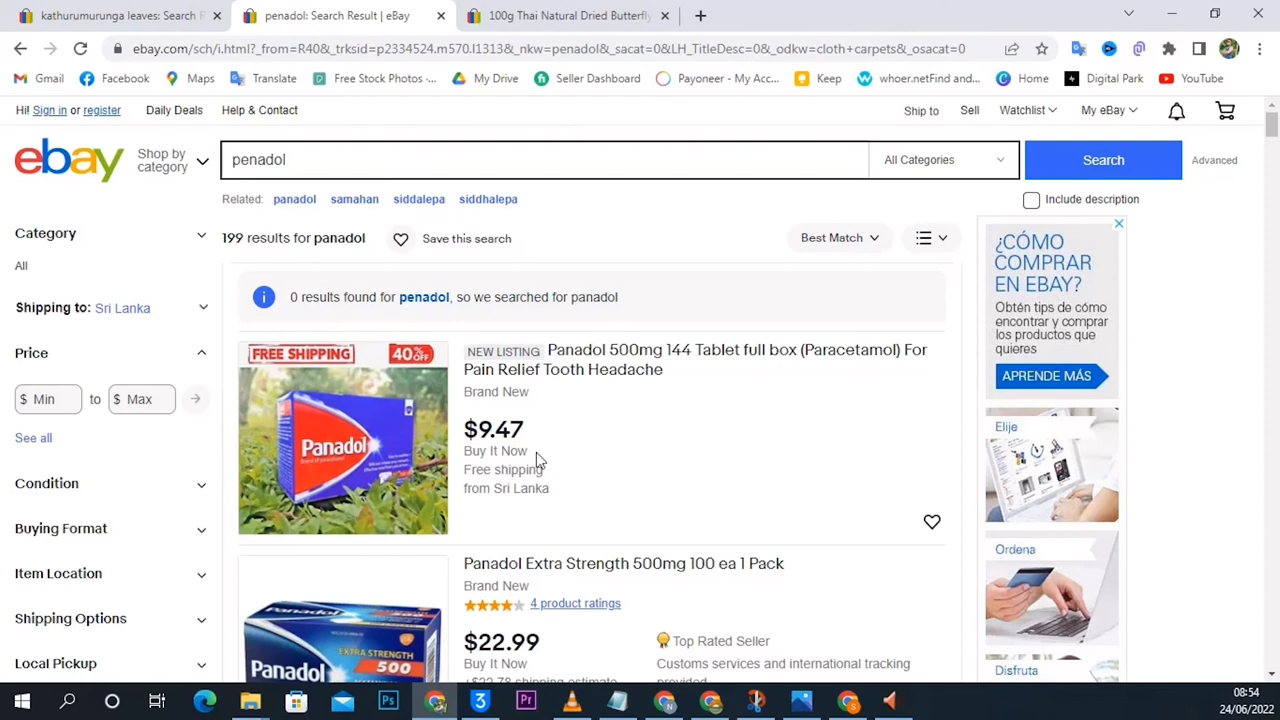 kathurumurunga leaves: Search R
penadol: Search Result | eBay
100g Thai Natural Dried Butterfly
ebay.com/sch/i.html?_from=R40&_trksid=p2334524.m570.l1313&_nkw=penadol&_sacat=0&LH_TitleDesc=0&_odkw=cloth+carpets&_osacat=0
Gmail
Facebook
Maps
Translate
Free Stock Photos -...
My Drive
Seller Dashboard
Payoneer - My Acc...
Keep
whoer.netFind and...
Home
Digital Park
YouTube
Hi! Sign in or register
Daily Deals
Help & Contact
Ship to
Sell
Watchlist
My eBay
ebay
Shop by
category
penadol
All Categories
Search
Advanced
Related:
panadol
samahan
siddalepa
siddhalepa
Include description
Category
All
Shipping to: Sri Lanka
Price
$ Min
to
$ Max
See all
Condition
Buying Format
Item Location
Shipping Options
Local Pickup
199 results for panadol
Save this search
Best Match
0 results found for penadol, so we searched for panadol
FREE SHIPPING
40% OFF
Panadol
NEW LISTING Panadol 500mg 144 Tablet full box (Paracetamol) For
Pain Relief Tooth Headache
Brand New
$9.47
Buy It Now
Free shipping
from Sri Lanka
EXTRA STRENGTH
Panadol 500
Panadol Extra Strength 500mg 100 ea 1 Pack
Brand New
4 product ratings
$22.99
Buy It Now
+$22.78 shipping estimate
Top Rated Seller
Customs services and international tracking
provided
¿CÓMO
COMPRAR
EN EBAY?
Obtén tips de cómo
encontrar y comprar
los productos que
quieres
APRENDE MÁS
Elije
Ordena
Disfruta
08:54
24/06/2022